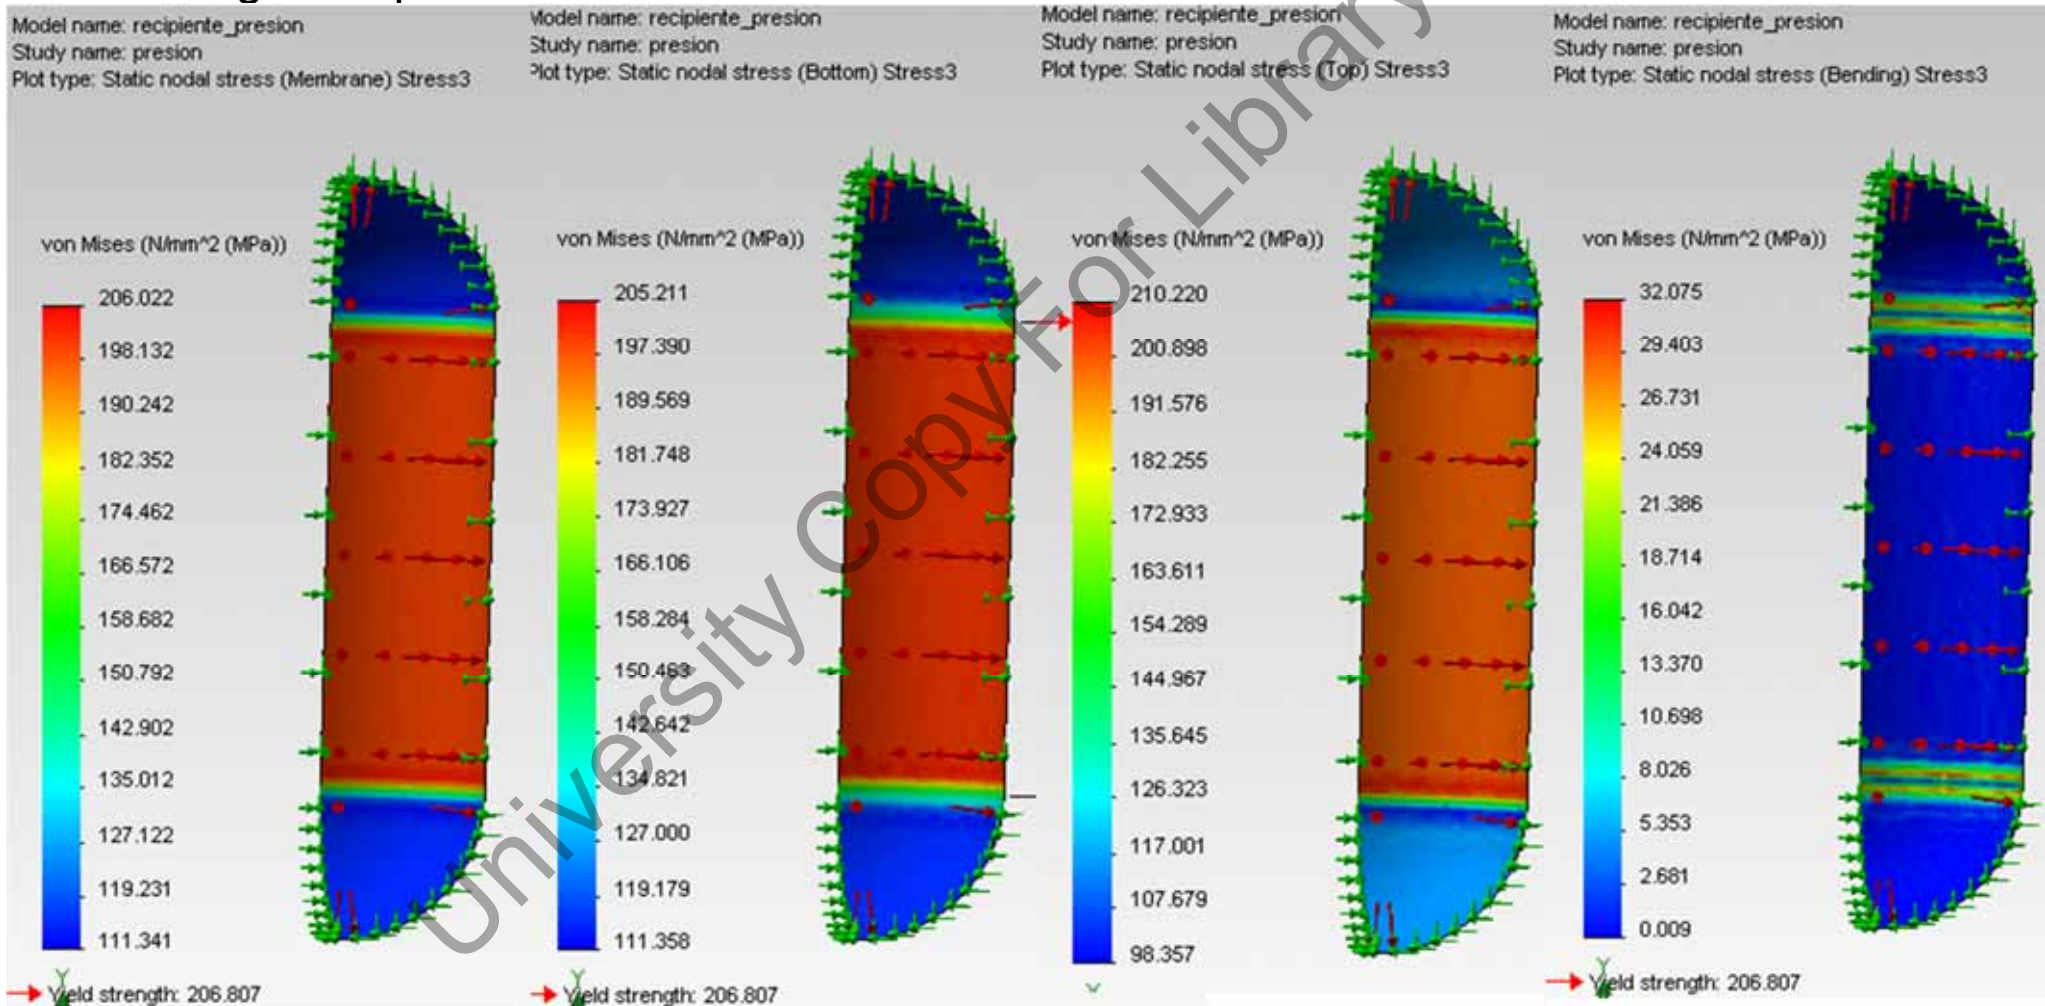 Model name: recipiente_presion
Study name: presion
Plot type: Static nodal stress (Membrane) Stress3
von Mises (N/mm^2 (MPa))
206.022
198.132
190.242
182.352
174.462
166.572
158.682
150.792
142.902
135.012
127.122
119.231
111.341
Yield strength: 206.807
Model name: recipiente_presion
Study name: presion
Plot type: Static nodal stress (Bottom) Stress3
von Mises (N/mm^2 (MPa))
205.211
197.390
189.569
181.748
173.927
166.106
158.284
150.463
142.642
134.821
127.000
119.179
111.358
Yield strength: 206.807
Model name: recipiente_presion
Study name: presion
Plot type: Static nodal stress (Top) Stress3
von Mises (N/mm^2 (MPa))
210.220
200.898
191.576
182.255
172.933
163.611
154.289
144.967
135.645
126.323
117.001
107.679
98.357
Model name: recipiente_presion
Study name: presion
Plot type: Static nodal stress (Bending) Stress3
von Mises (N/mm^2 (MPa))
32.075
29.403
26.731
24.059
21.386
18.714
16.042
13.370
10.698
8.026
5.353
2.681
0.009
Yield strength: 206.807
University Copy For Library